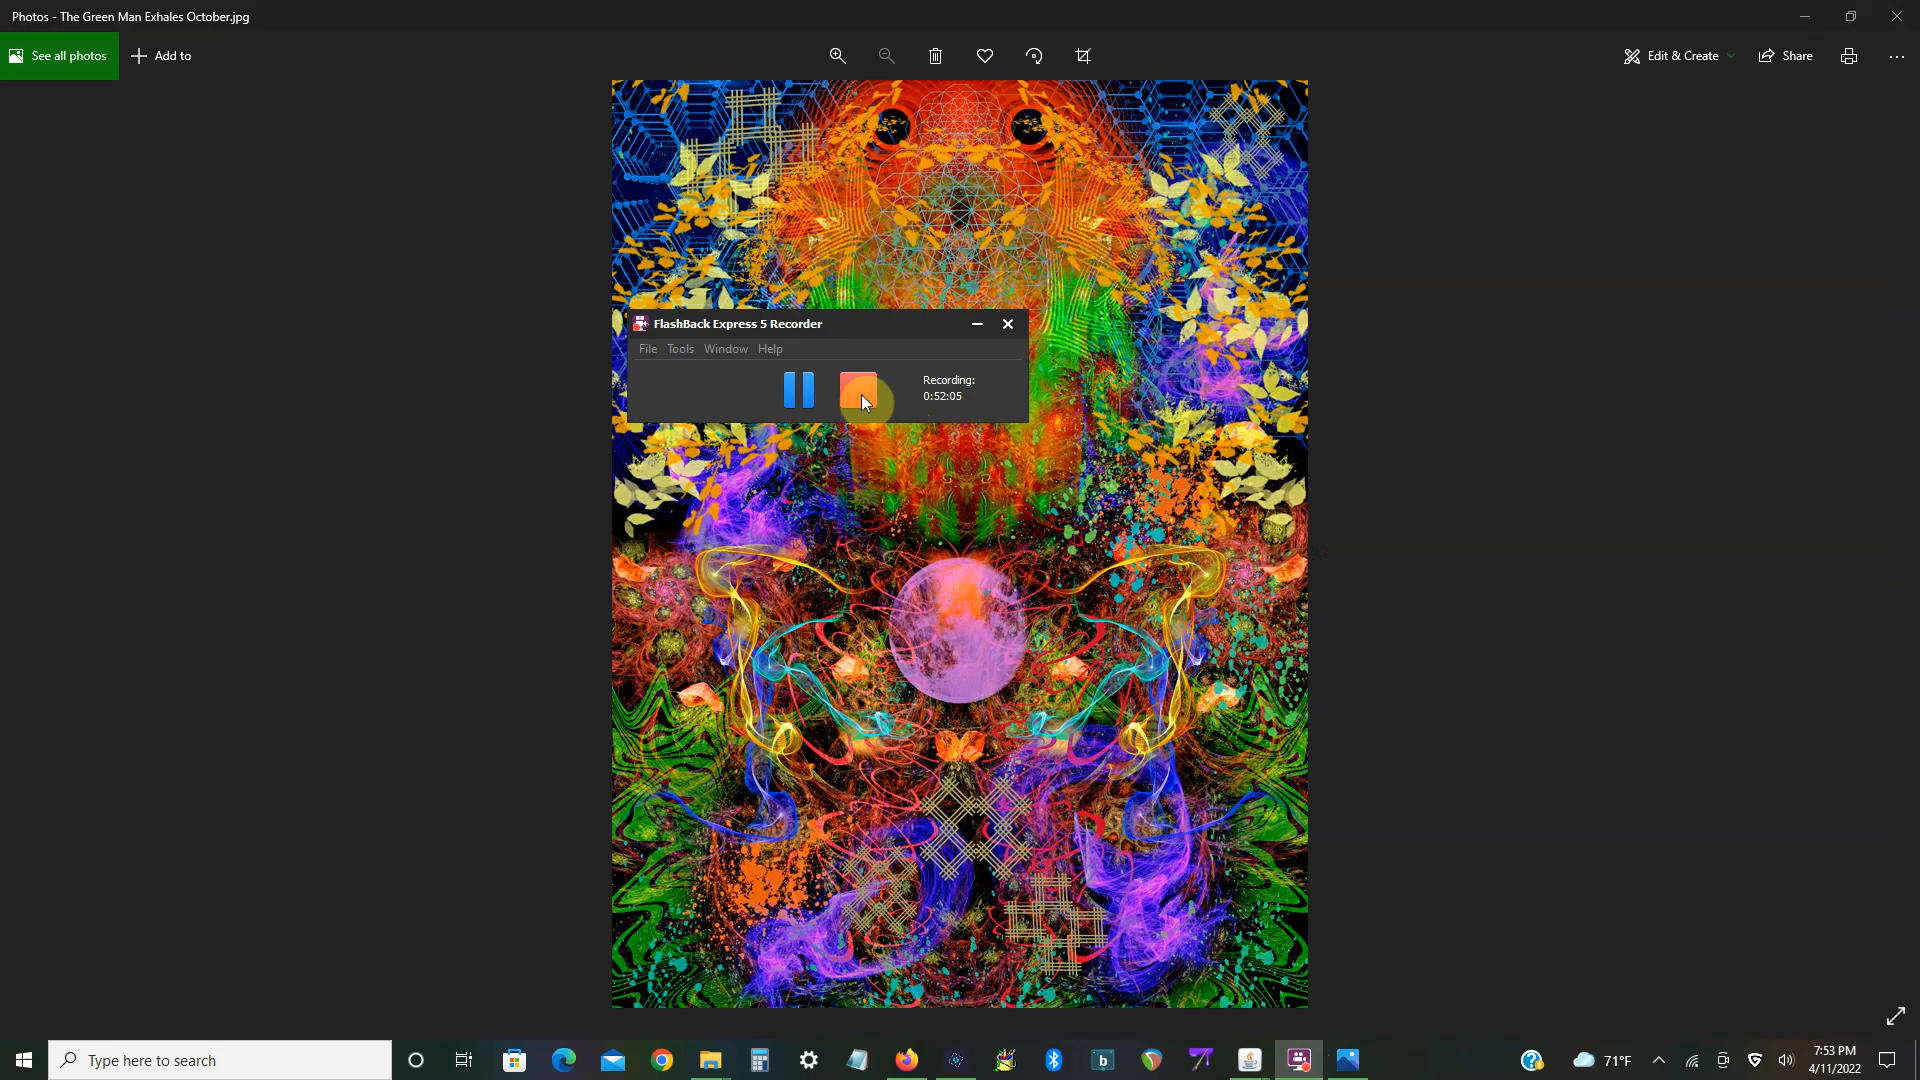 Photos - The Green Man Exhales October.jpg
See all photos
Add to
Edit & Create
Share
FlashBack Express 5 Recorder
File Tools Window Help
Recording:
0:52:05
Type here to search
b
71°F
7:53 PM
4/11/2022